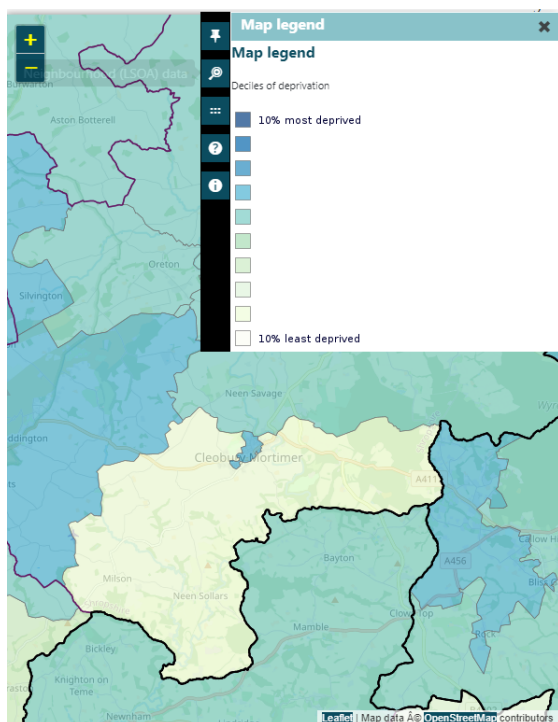 Map legend
Map legend
Deciles of deprivation
10% most deprived
10% least deprived
+
−
Neighbourhood (LSOA) data
Burwarton
Aston Botterell
Oreton
Silvington
Neen Savage
Cleobury Mortimer
A411
Bayton
A456
Milson
Neen Sollars
Mamble
Clows Top
Rock
Bickley
Knighton on
Teme
Newnham
Leaflet | Map data Â© OpenStreetMap contributors